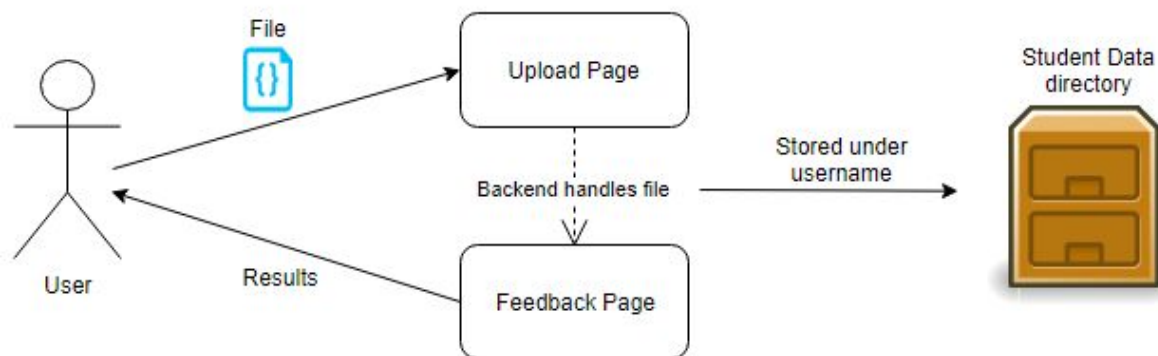 File
{}
Upload Page
Student Data
directory
Stored under
username
Backend handles file
User
Results
Feedback Page